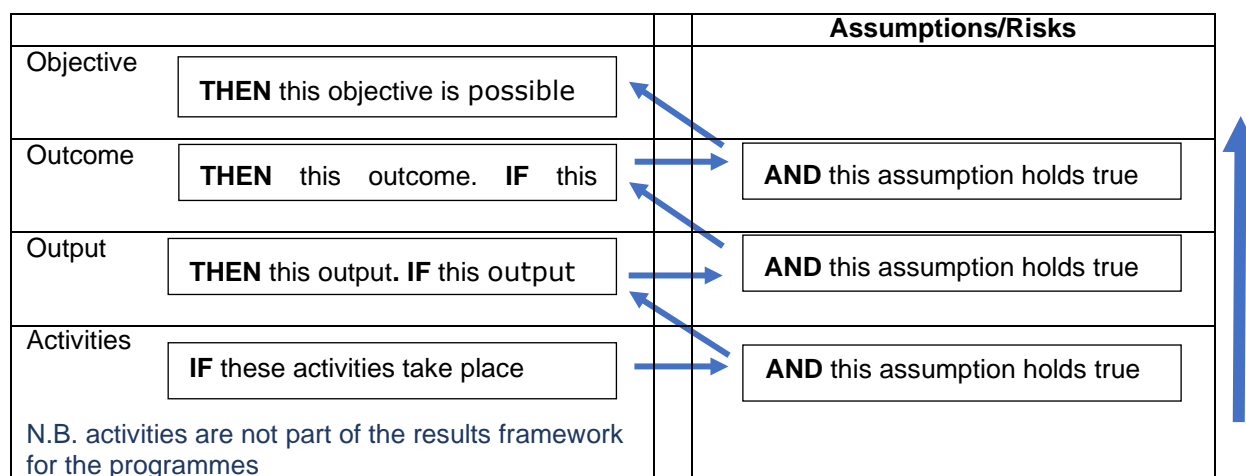 Assumptions/Risks
Objective
THEN this objective is possible
Outcome
THEN this outcome. IF this
AND this assumption holds true
Output
THEN this output. IF this output
AND this assumption holds true
Activities
IF these activities take place
AND this assumption holds true
N.B. activities are not part of the results framework
for the programmes